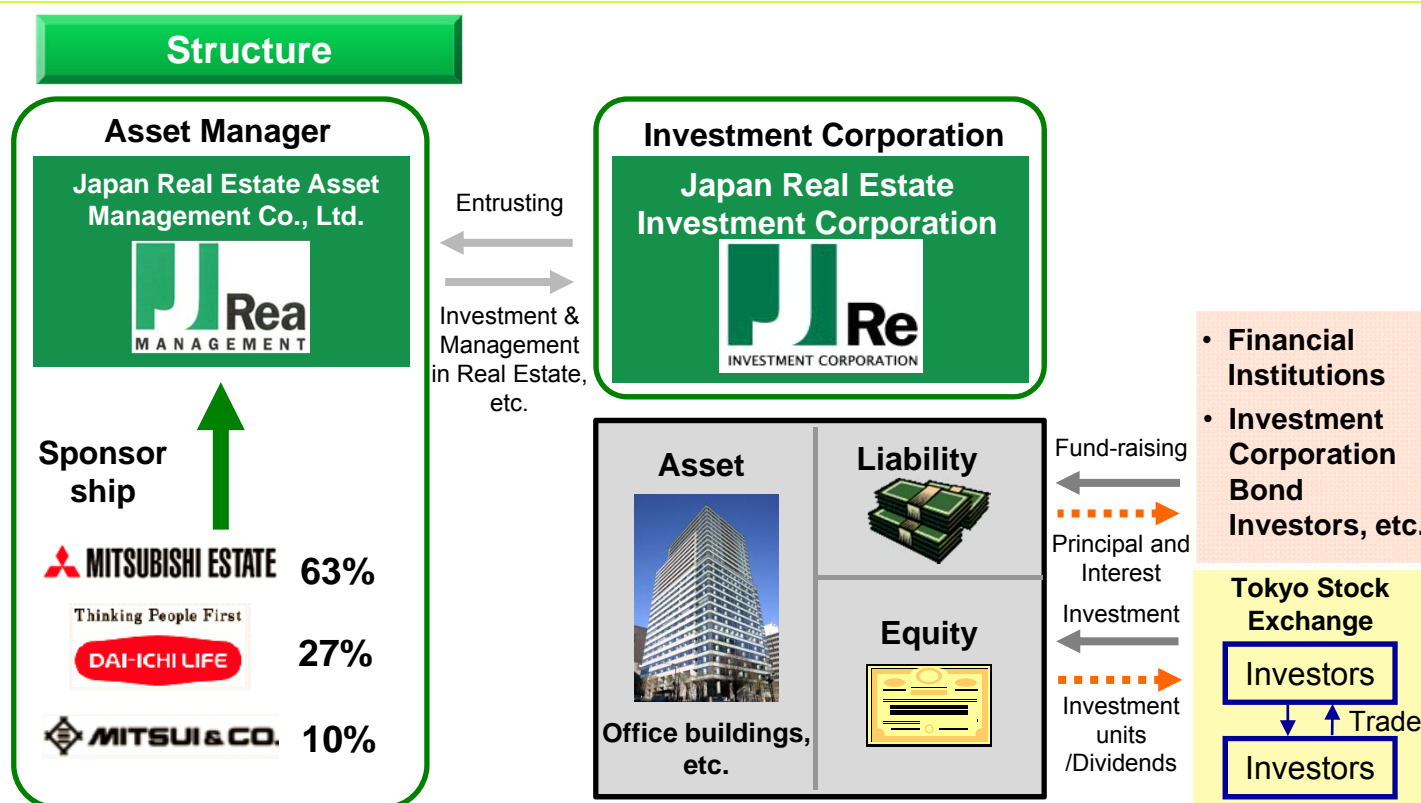 Structure
Asset Manager
Japan Real Estate Asset
Management Co., Ltd.
J Rea
MANAGEMENT
Sponsor
ship
MITSUBISHI ESTATE 63%
Thinking People First
DAI-ICHI LIFE 27%
MITSUI & CO. 10%
Entrusting
Investment &
Management
in Real Estate,
etc.
Investment Corporation
Japan Real Estate
Investment Corporation
J Re
INVESTMENT CORPORATION
Asset
Office buildings,
etc.
Liability
Equity
Fund-raising
Principal and
Interest
Investment
Investment
units
/Dividends
• Financial
Institutions
• Investment
Corporation
Bond
Investors, etc.
Tokyo Stock
Exchange
Investors
Trade
Investors